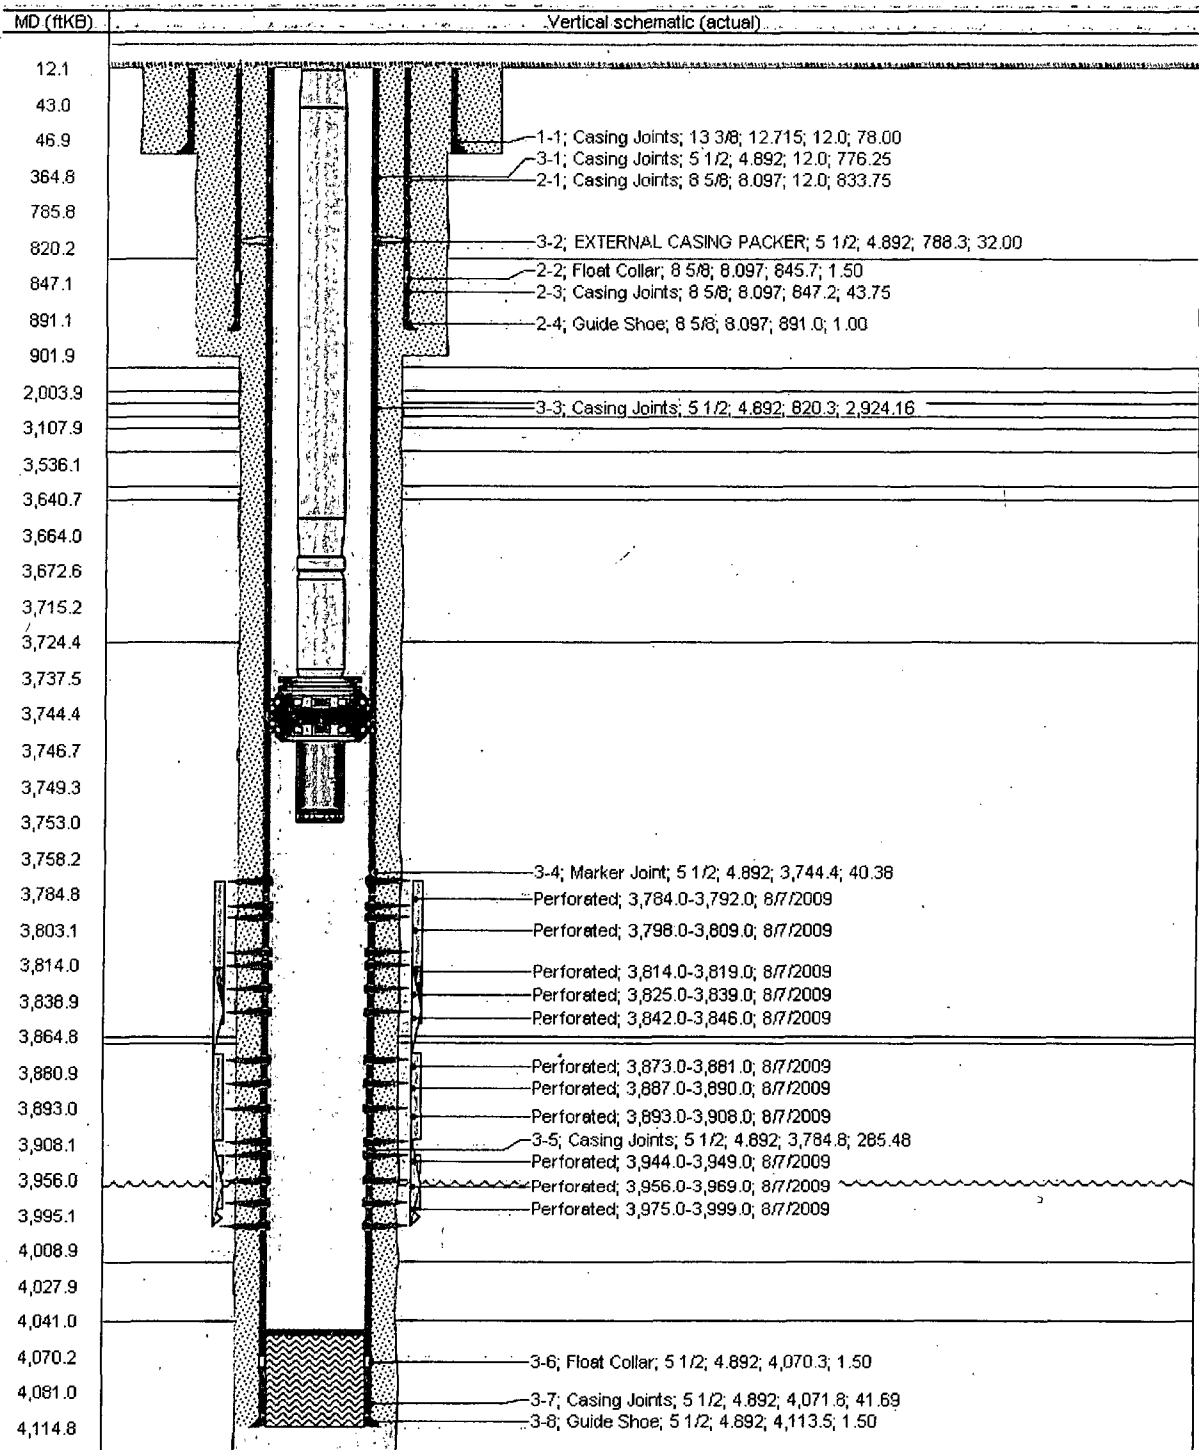 MD (ftKB)
Vertical schematic (actual)
12.1
43.0
46.9
1-1; Casing Joints; 13 3/8; 12.715; 12.0; 78.00
3-1; Casing Joints; 5 1/2; 4.892; 12.0; 776.25
364.8
2-1; Casing Joints; 8 5/8; 8.097; 12.0; 833.75
785.8
3-2; EXTERNAL CASING PACKER; 5 1/2; 4.892; 788.3; 32.00
820.2
2-2; Float Collar; 8 5/8; 8.097; 845.7; 1.50
847.1
2-3; Casing Joints; 8 5/8; 8.097; 847.2; 43.75
891.1
2-4; Guide Shoe; 8 5/8; 8.097; 891.0; 1.00
901.9
2,003.9
3-3; Casing Joints; 5 1/2; 4.892; 820.3; 2,924.16
3,107.9
3,536.1
3,640.7
3,664.0
3,672.6
3,715.2
3,724.4
3,737.5
3,744.4
3,746.7
3,749.3
3,753.0
3,758.2
3-4; Marker Joint; 5 1/2; 4.892; 3,744.4; 40.38
3,784.8
Perforated; 3,784.0-3,792.0; 8/7/2009
3,803.1
Perforated; 3,798.0-3,809.0; 8/7/2009
3,814.0
Perforated; 3,814.0-3,819.0; 8/7/2009
3,838.9
Perforated; 3,825.0-3,839.0; 8/7/2009
Perforated; 3,842.0-3,846.0; 8/7/2009
3,864.8
Perforated; 3,873.0-3,881.0; 8/7/2009
3,880.9
Perforated; 3,887.0-3,890.0; 8/7/2009
3,893.0
Perforated; 3,893.0-3,908.0; 8/7/2009
3,908.1
3-5; Casing Joints; 5 1/2; 4.892; 3,784.8; 285.48
Perforated; 3,944.0-3,949.0; 8/7/2009
3,956.0
Perforated; 3,956.0-3,969.0; 8/7/2009
3,995.1
Perforated; 3,975.0-3,999.0; 8/7/2009
4,008.9
4,027.9
4,041.0
4,070.2
3-6; Float Collar; 5 1/2; 4.892; 4,070.3; 1.50
4,081.0
3-7; Casing Joints; 5 1/2; 4.892; 4,071.8; 41.69
4,114.8
3-8; Guide Shoe; 5 1/2; 4.892; 4,113.5; 1.50